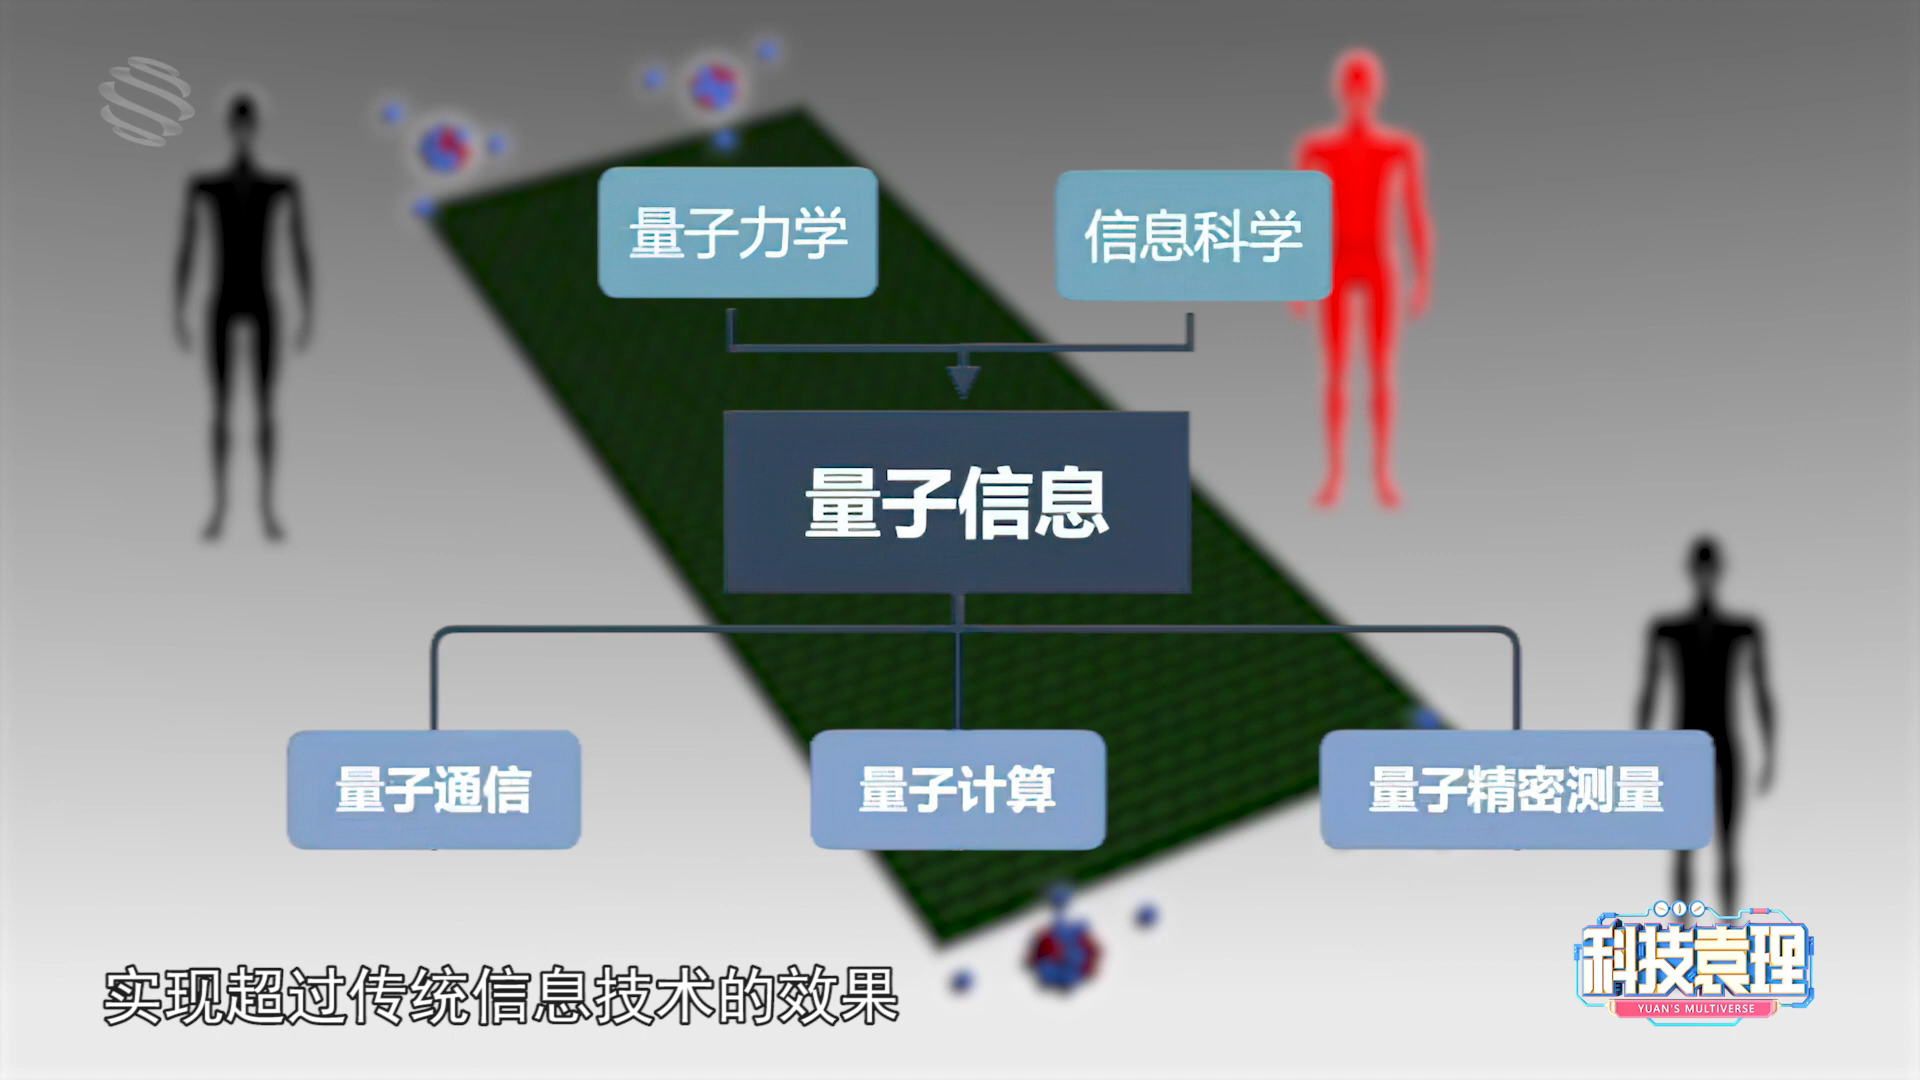 量子力学
信息科学
量子信息
量子通信
量子计算
量子精密测量
实现超过传统信息技术的效果
科技袁理
YUAN'S MULTIVERSE